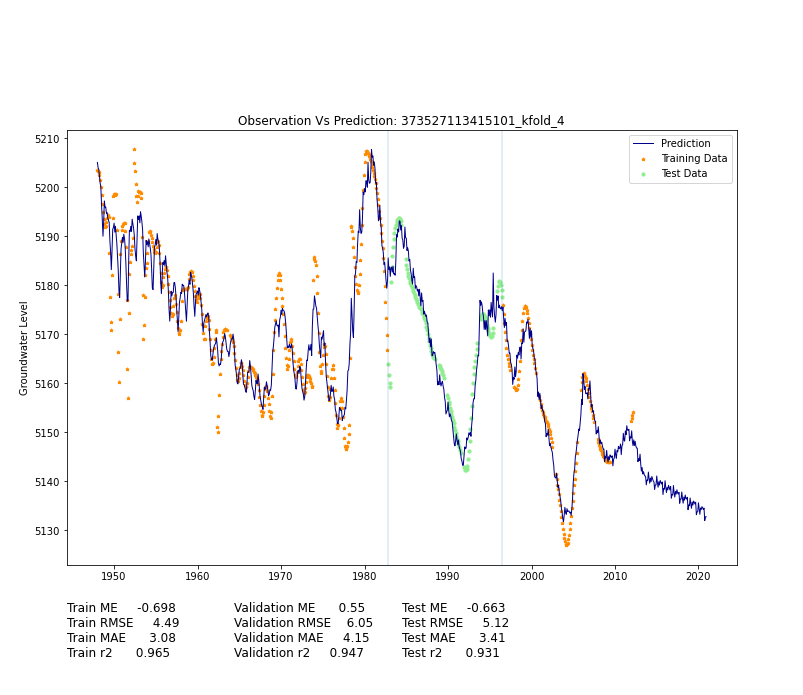 Observation Vs Prediction: 373527113415101_kfold_4
Prediction
Training Data
Test Data
Groundwater Level
5210
5200
5190
5180
5170
5160
5150
5140
5130
1950 1960 1970 1980 1990 2000 2010 2020
Train ME -0.698 Validation ME 0.55 Test ME -0.663
Train RMSE 4.49 Validation RMSE 6.05 Test RMSE 5.12
Train MAE 3.08 Validation MAE 4.15 Test MAE 3.41
Train r2 0.965 Validation r2 0.947 Test r2 0.931